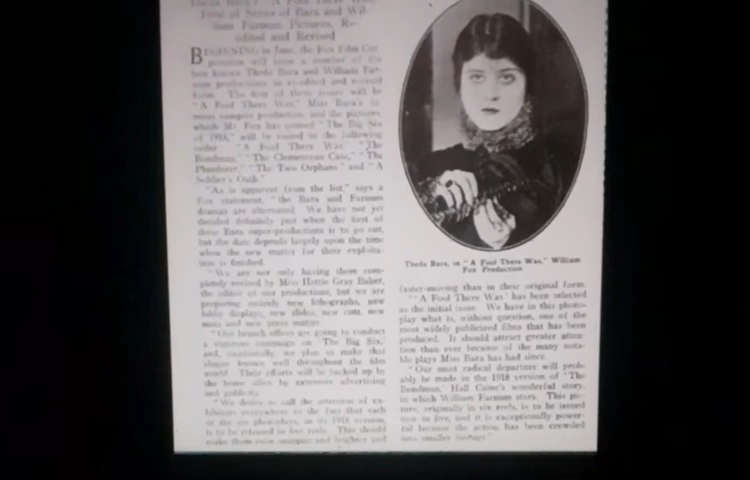 Theda Bara's "A Fool There Was"
First of Series of Bara and Wil-
liam Farnum Pictures, Re-
edited and Revised
BEGINNING in June, the Fox Film Cor-
poration will issue a number of the
best known Theda Bara and William Far-
num productions in re-edited and revised
form. The first of these issues will be
"A Fool There Was," Miss Bara's fa-
mous vampire production, and the pictures,
which Mr. Fox has termed "The Big Six
of 1918," will be issued in the following
order: "A Fool There Was," "The
Bondman," "The Clemenceau Case," "The
Plunderer," "The Two Orphans" and "A
Soldier's Oath."
"As is apparent from the list," says a
Fox statement, "the Bara and Farnum
dramas are alternated. We have not yet
decided definitely just when the first of
these Bara super-productions is to go out,
but the date depends largely upon the time
when the new matter for their exploita-
tion is finished.
"We are not only having them com-
pletely revised by Miss Hettie Gray Baker,
the editor of our productions, but we are
preparing entirely new lithographs, new
lobby displays, new slides, new cuts, new
mats and new press matter.
"Our branch offices are going to conduct
a vigorous campaign on 'The Big Six,'
and, incidentally, we plan to make that
slogan known well throughout the film
world. Their efforts will be backed up by
the home office by extensive advertising
and publicity.
"We desire to call the attention of ex-
hibitors everywhere to the fact that each
of the six photoplays, in its 1918 version,
is to be released in five reels. This should
make them even snappier and brighter and
Theda Bara, in "A Fool There Was," William
Fox Production
faster-moving than in their original form.
"'A Fool There Was' has been selected
as the initial issue. We have in this photo-
play what is, without question, one of the
most widely publicized films that has been
produced. It should attract greater atten-
tion than ever because of the many nota-
ble plays Miss Bara has had since.
"Our most radical departure will prob-
ably be made in the 1918 version of 'The
Bondman,' Hall Caine's wonderful story,
in which William Farnum stars. This pic-
ture, originally in six reels, is to be issued
now in five, and it is exceptionally power-
ful because the action has been crowded
into smaller footage."